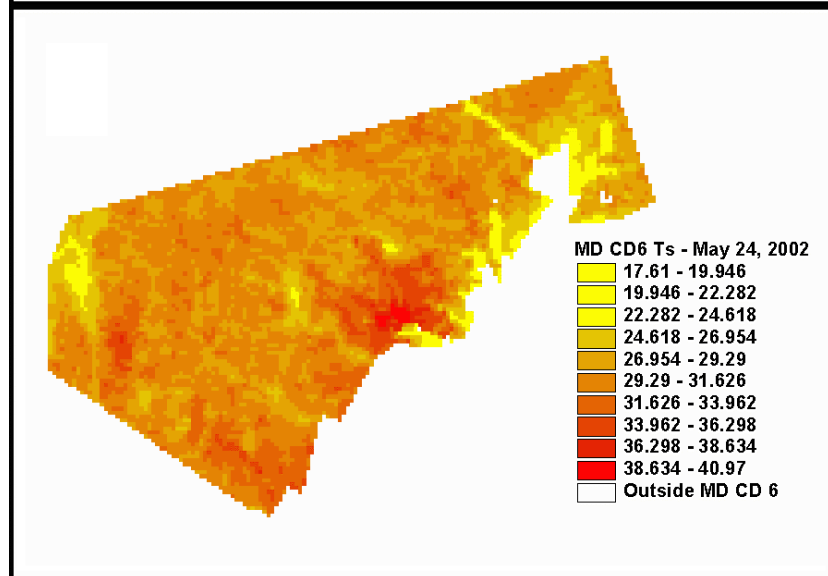 MD CD6 Ts - May 24, 2002
17.61 - 19.946
19.946 - 22.282
22.282 - 24.618
24.618 - 26.954
26.954 - 29.29
29.29 - 31.626
31.626 - 33.962
33.962 - 36.298
36.298 - 38.634
38.634 - 40.97
Outside MD CD 6